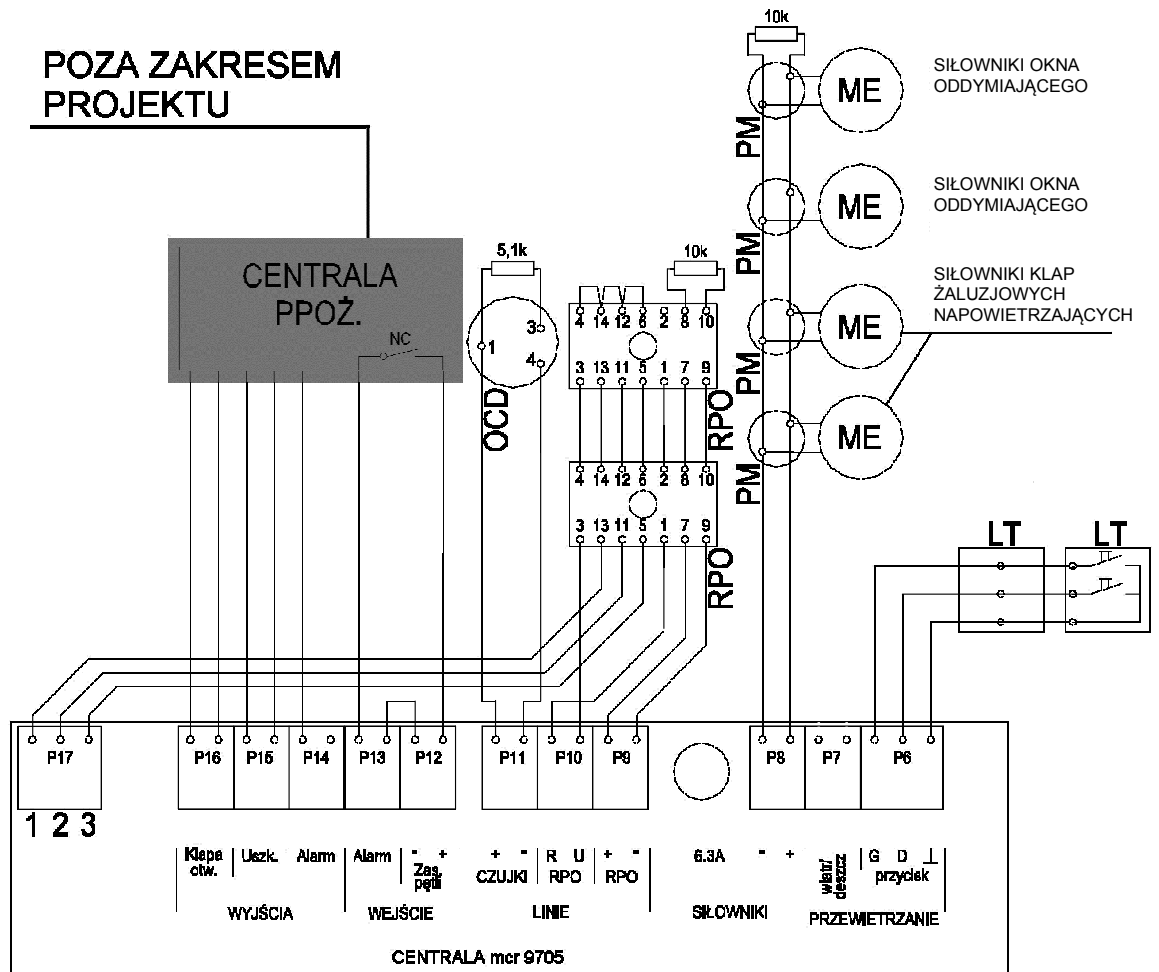 10k
POZA ZAKRESEM
PROJEKTU
ME
SIŁOWNIKI OKNA
ODDYMIAJĄCEGO
PM
ME
SIŁOWNIKI OKNA
ODDYMIAJĄCEGO
PM
CENTRALA
PPOŻ.
NC
5,1k
10k
SIŁOWNIKI KLAP
ŻALUZJOWYCH
NAPOWIETRZAJĄCYCH
ME
PM
4 14 12 6 2 8 10
3
1
4
3 13 11 5 1 7 9
OCD
RPO
ME
PM
4 14 12 6 2 8 10
3 13 11 5 1 7 9
RPO
LT LT
P17 P16 P15 P14 P13 P12 P11 P10 P9 P8 P7 P6
1 2 3
Klapa
otw.
Uszk.
Alarm
Alarm
- +
Zas.
pętli
+ -
CZUJKI
R U
RPO
+ -
RPO
6.3A - +
wiatr/
deszcz
G D ⊥
przycisk
WYJŚCIA
WEJŚCIE
LINIE
SIŁOWNIKI
PRZEWIETRZANIE
CENTRALA mcr 9705